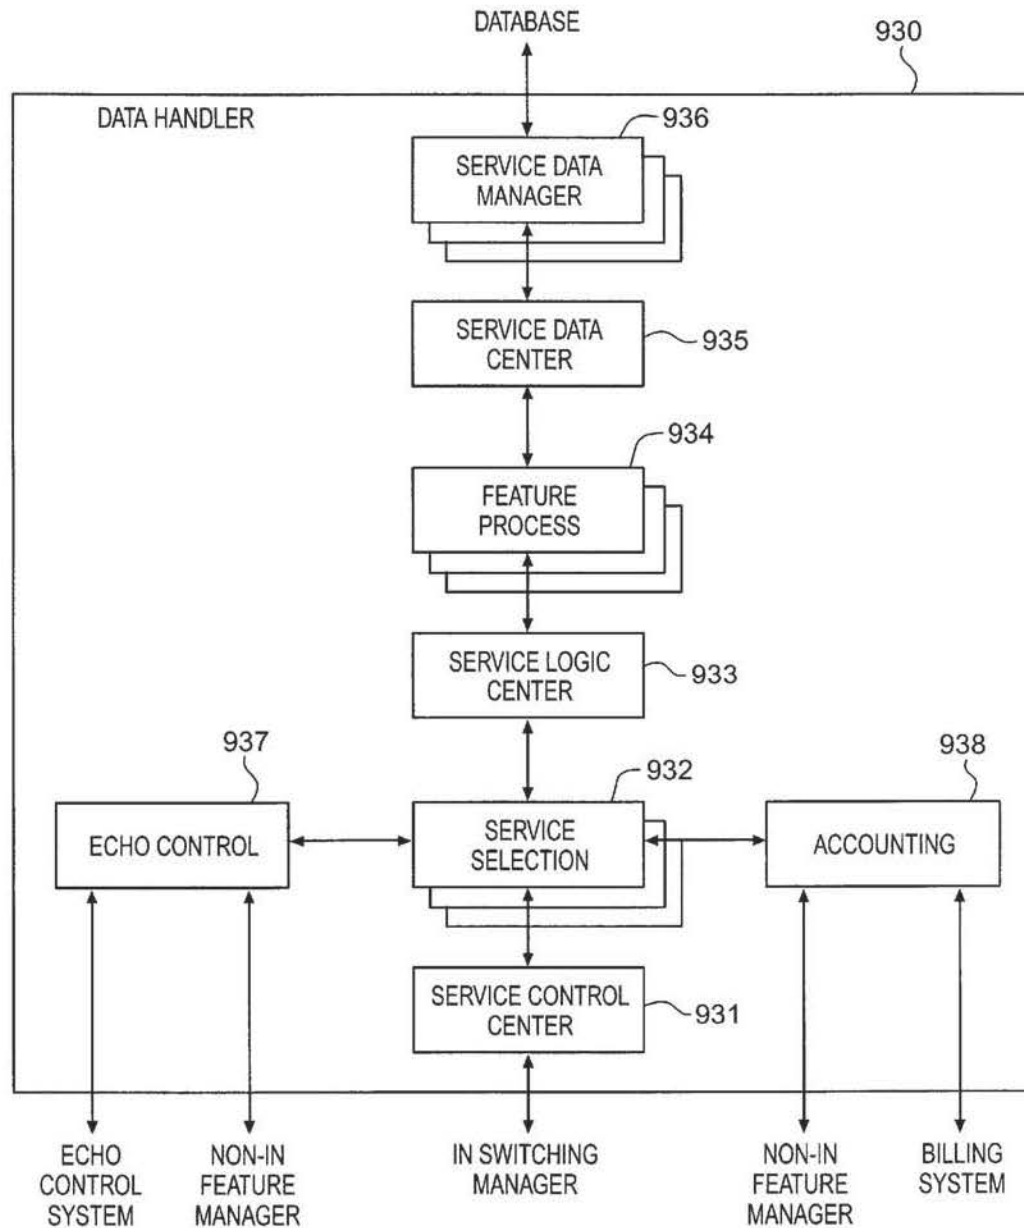 DATABASE
930
DATA HANDLER
936
SERVICE DATA
MANAGER
SERVICE DATA
CENTER
935
934
FEATURE
PROCESS
SERVICE LOGIC
CENTER
933
937
932
938
ECHO CONTROL
SERVICE
SELECTION
ACCOUNTING
SERVICE CONTROL
CENTER
931
ECHO
CONTROL
SYSTEM
NON-IN
FEATURE
MANAGER
IN SWITCHING
MANAGER
NON-IN
FEATURE
MANAGER
BILLING
SYSTEM